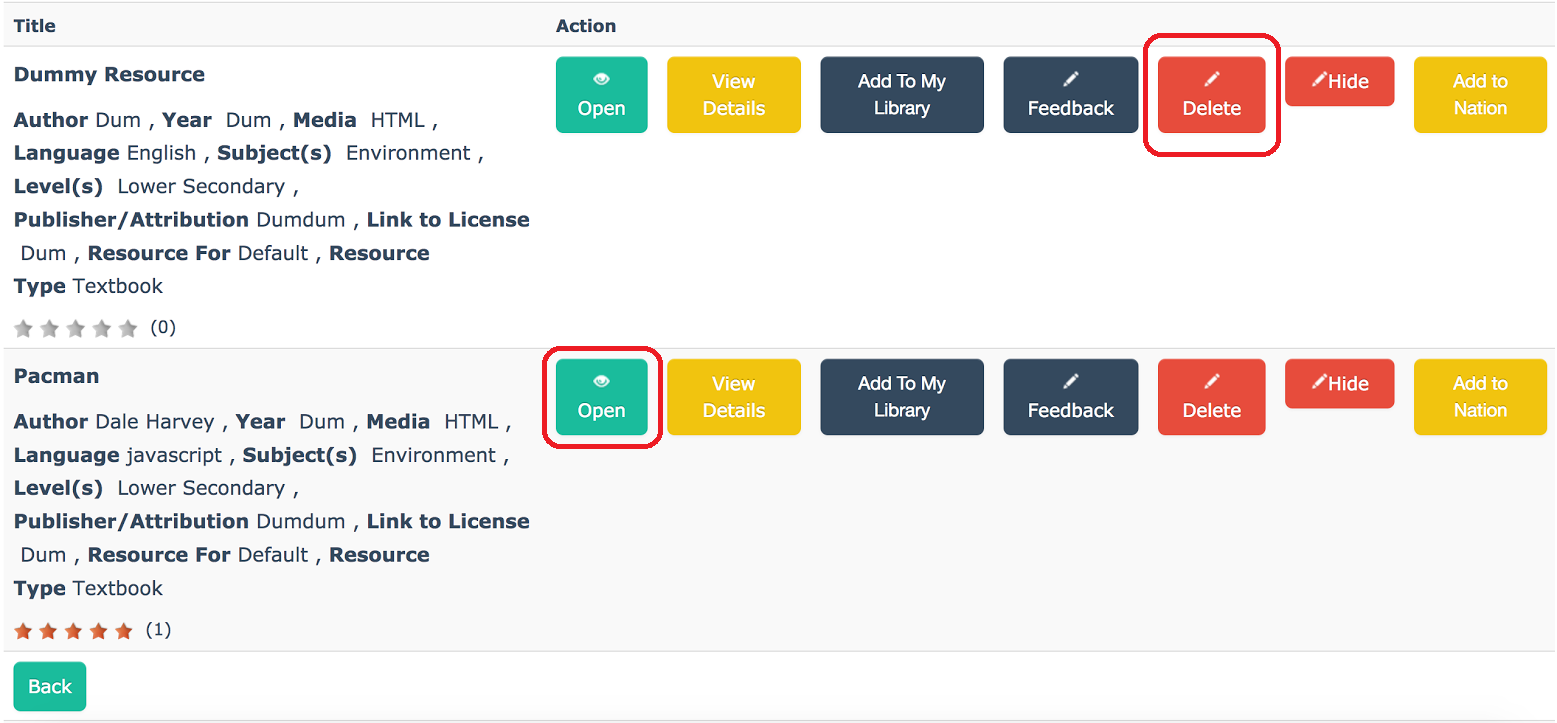 Title Action
Dummy Resource
Author Dum , Year Dum , Media HTML ,
Language English , Subject(s) Environment ,
Level(s) Lower Secondary ,
Publisher/Attribution Dumdum , Link to License
Dum , Resource For Default , Resource
Type Textbook
(0)
Open
View
Details
Add To My
Library
Feedback
Delete
Hide
Add to
Nation
Pacman
Author Dale Harvey , Year Dum , Media HTML ,
Language javascript , Subject(s) Environment ,
Level(s) Lower Secondary ,
Publisher/Attribution Dumdum , Link to License
Dum , Resource For Default , Resource
Type Textbook
(1)
Open
View
Details
Add To My
Library
Feedback
Delete
Hide
Add to
Nation
Back